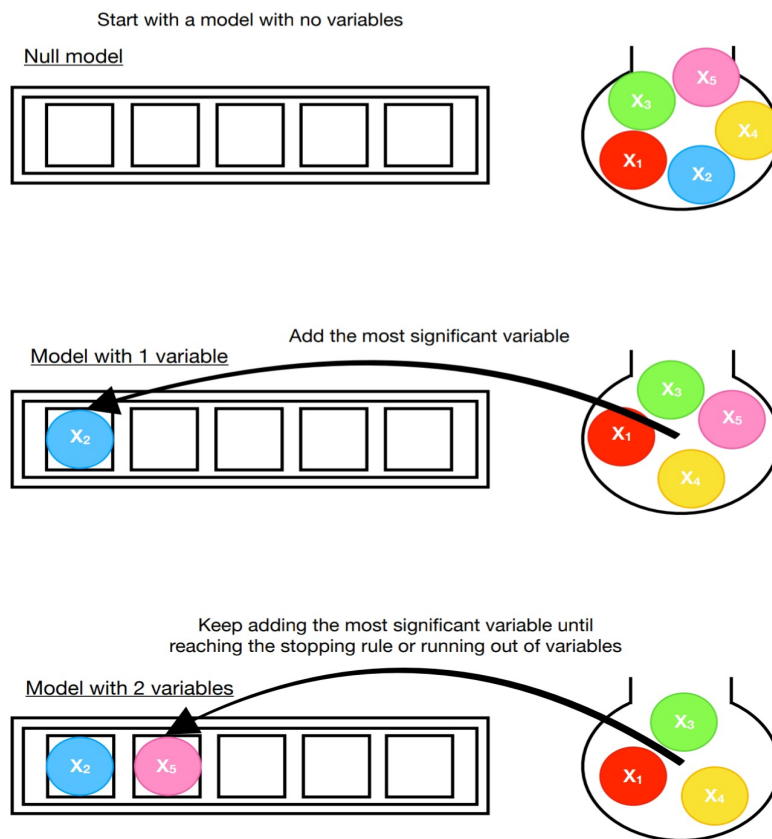 Start with a model with no variables
Null model
X₅
X₃
X₄
X₁
X₂
Add the most significant variable
Model with 1 variable
X₃
X₅
X₂
X₁
X₄
Keep adding the most significant variable until
reaching the stopping rule or running out of variables
Model with 2 variables
X₃
X₂
X₅
X₁
X₄